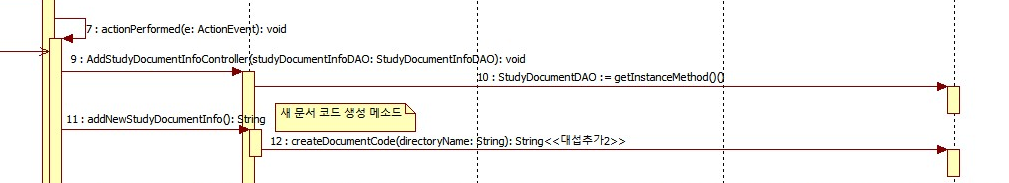 7 : actionPerformed(e: ActionEvent): void
9 : AddStudyDocumentInfoController(studyDocumentInfoDAO: StudyDocumentInfoDAO): void
10 : StudyDocumentDAO := getInstanceMethod()()
새 문서 코드 생성 메소드
11 : addNewStudyDocumentInfo(): String
12 : createDocumentCode(directoryName: String): String<<대섭추가2>>